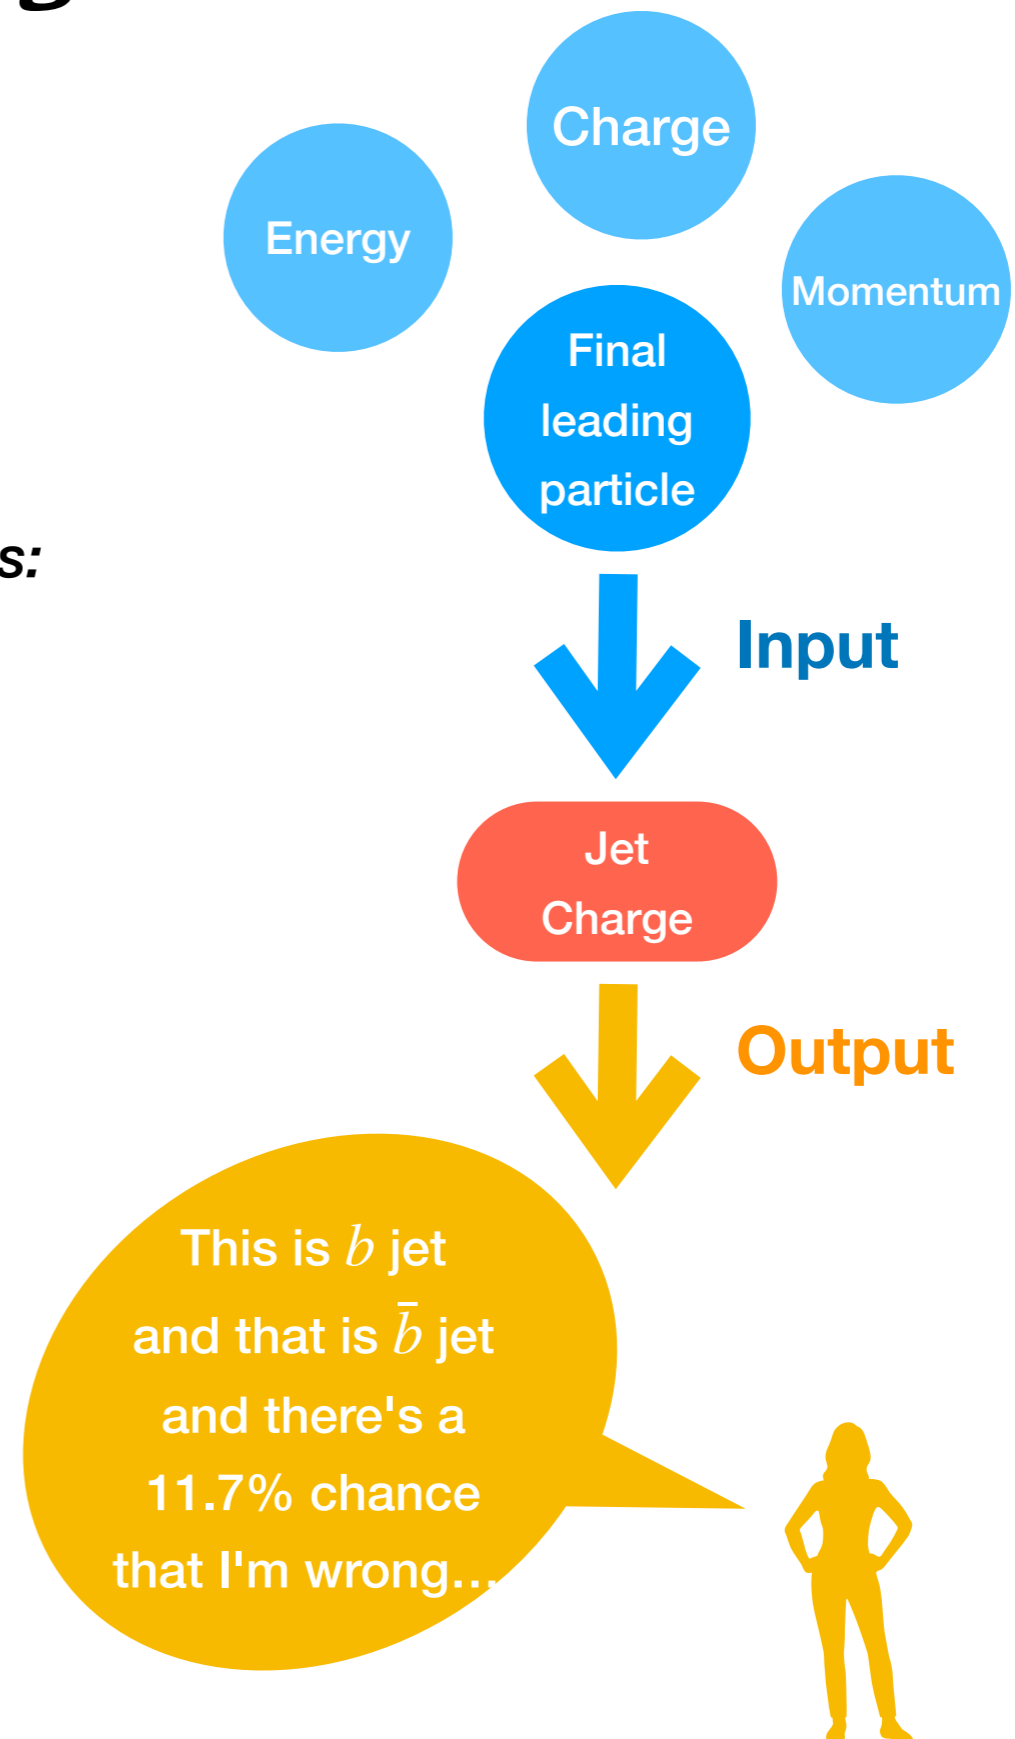 Charge
Energy
Momentum
Final
leading
particle
s:
Input
Jet
Charge
Output
This is b jet
and that is b̄ jet
and there's a
11.7% chance
that I'm wrong...